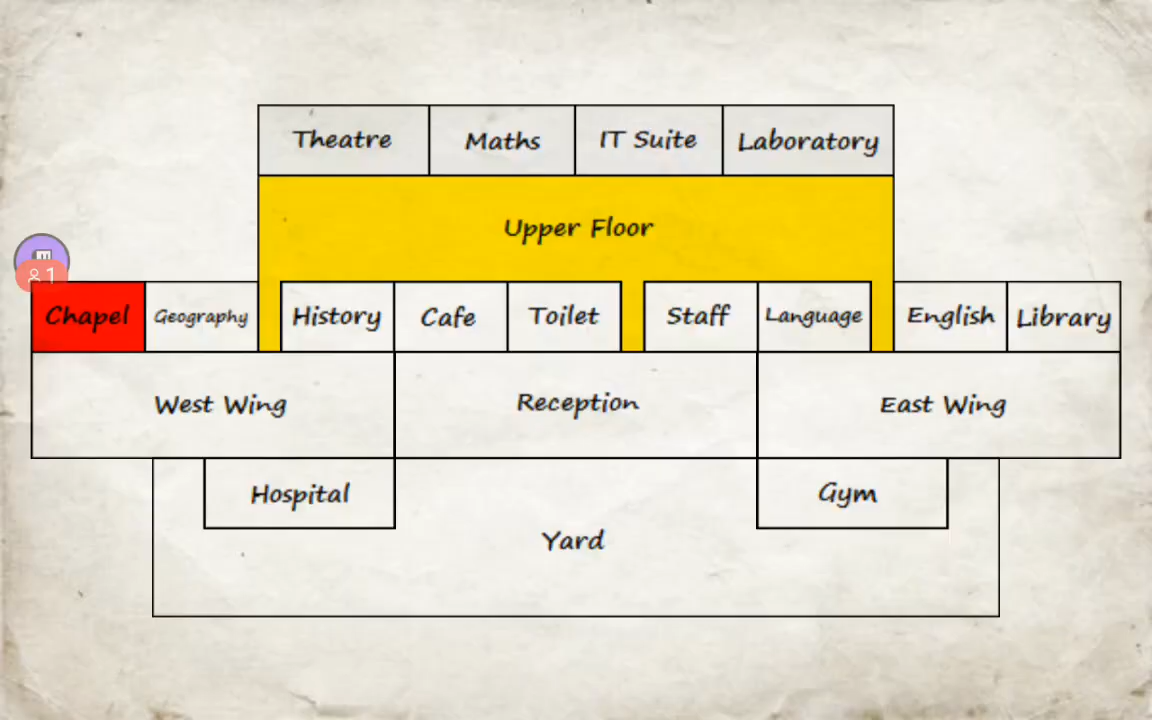 Theatre
Maths
IT Suite
Laboratory
Upper Floor
1
Chapel
Geography
History
Cafe
Toilet
Staff
Language
English
Library
West Wing
Reception
East Wing
Hospital
Gym
Yard